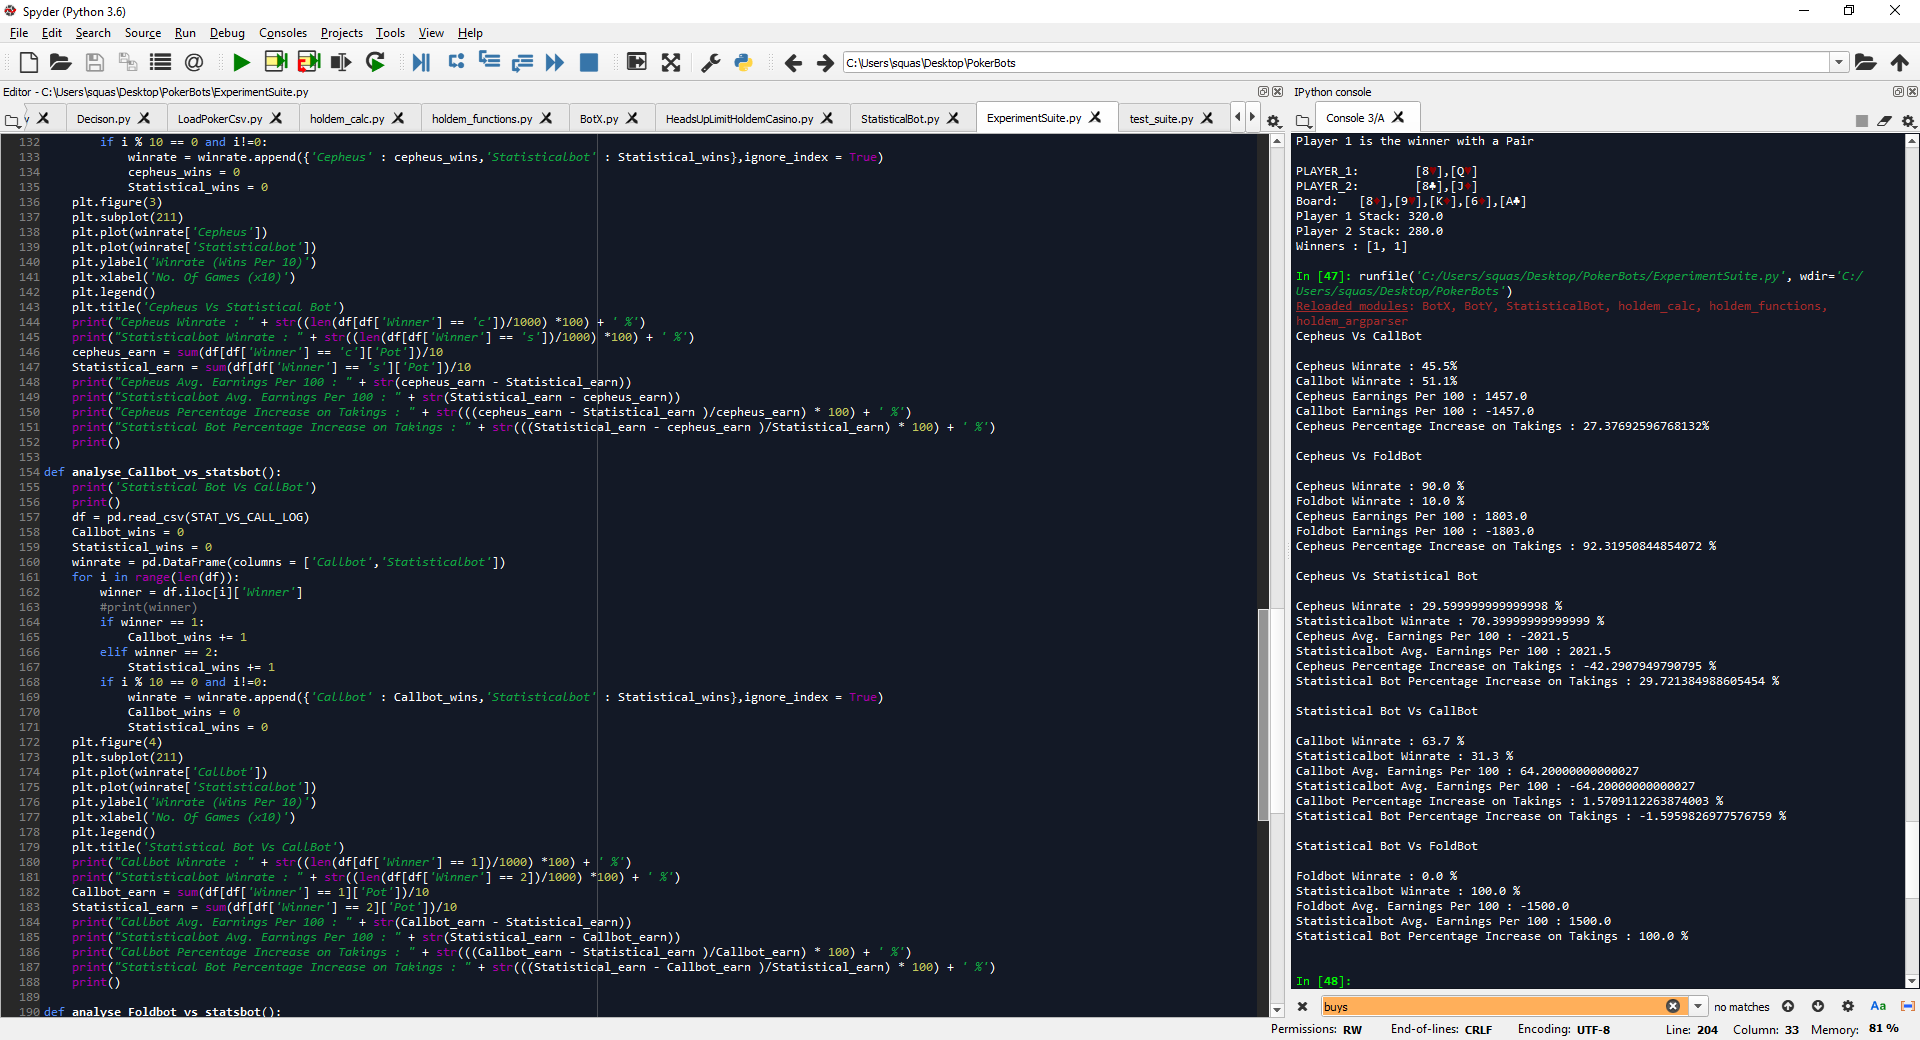 Spyder (Python 3.6)
File Edit Search Source Run Debug Consoles Projects Tools View Help
C:\Users\squas\Desktop\PokerBots
Editor - C:\Users\squas\Desktop\PokerBots\ExperimentSuite.py
Decison.py LoadPokerCsv.py holdem_calc.py holdem_functions.py BotX.py HeadsUpLimitHoldemCasino.py StatisticalBot.py ExperimentSuite.py test_suite.py
132 if i % 10 == 0 and i!=0:
133 winrate = winrate.append({'Cepheus' : cepheus_wins,'Statisticalbot' : Statistical_wins},ignore_index = True)
134 cepheus_wins = 0
135 Statistical_wins = 0
136 plt.figure(3)
137 plt.subplot(211)
138 plt.plot(winrate['Cepheus'])
139 plt.plot(winrate['Statisticalbot'])
140 plt.ylabel('Winrate (Wins Per 10)')
141 plt.xlabel('No. Of Games (x10)')
142 plt.legend()
143 plt.title('Cepheus Vs Statistical Bot')
144 print("Cepheus Winrate : " + str((len(df[df['Winner'] == 'c'])/1000) *100) + ' %')
145 print("Statisticalbot Winrate : " + str((len(df[df['Winner'] == 's'])/1000) *100) + ' %')
146 cepheus_earn = sum(df[df['Winner'] == 'c']['Pot'])/10
147 Statistical_earn = sum(df[df['Winner'] == 's']['Pot'])/10
148 print("Cepheus Avg. Earnings Per 100 : " + str(cepheus_earn - Statistical_earn))
149 print("Statisticalbot Avg. Earnings Per 100 : " + str(Statistical_earn - cepheus_earn))
150 print("Cepheus Percentage Increase on Takings : " + str(((cepheus_earn - Statistical_earn )/cepheus_earn) * 100) + ' %')
151 print("Statistical Bot Percentage Increase on Takings : " + str(((Statistical_earn - cepheus_earn )/Statistical_earn) * 100) + ' %')
152 print()
153
154 def analyse_Callbot_vs_statsbot():
155 print('Statistical Bot Vs CallBot')
156 print()
157 df = pd.read_csv(STAT_VS_CALL_LOG)
158 Callbot_wins = 0
159 Statistical_wins = 0
160 winrate = pd.DataFrame(columns = ['Callbot','Statisticalbot'])
161 for i in range(len(df)):
162 winner = df.iloc[i]['Winner']
163 #print(winner)
164 if winner == 1:
165 Callbot_wins += 1
166 elif winner == 2:
167 Statistical_wins += 1
168 if i % 10 == 0 and i!=0:
169 winrate = winrate.append({'Callbot' : Callbot_wins,'Statisticalbot' : Statistical_wins},ignore_index = True)
170 Callbot_wins = 0
171 Statistical_wins = 0
172 plt.figure(4)
173 plt.subplot(211)
174 plt.plot(winrate['Callbot'])
175 plt.plot(winrate['Statisticalbot'])
176 plt.ylabel('Winrate (Wins Per 10)')
177 plt.xlabel('No. Of Games (x10)')
178 plt.legend()
179 plt.title('Statistical Bot Vs CallBot')
180 print("Callbot Winrate : " + str((len(df[df['Winner'] == 1])/1000) *100) + ' %')
181 print("Statisticalbot Winrate : " + str((len(df[df['Winner'] == 2])/1000) *100) + ' %')
182 Callbot_earn = sum(df[df['Winner'] == 1]['Pot'])/10
183 Statistical_earn = sum(df[df['Winner'] == 2]['Pot'])/10
184 print("Callbot Avg. Earnings Per 100 : " + str(Callbot_earn - Statistical_earn))
185 print("Statisticalbot Avg. Earnings Per 100 : " + str(Statistical_earn - Callbot_earn))
186 print("Callbot Percentage Increase on Takings : " + str(((Callbot_earn - Statistical_earn )/Callbot_earn) * 100) + ' %')
187 print("Statistical Bot Percentage Increase on Takings : " + str(((Statistical_earn - Callbot_earn )/Statistical_earn) * 100) + ' %')
188 print()
189
190 def analyse_Foldbot_vs_statsbot():
IPython console
Console 3/A
Player 1 is the winner with a Pair
PLAYER_1: [8♥],[Q♥]
PLAYER_2: [8♣],[J♦]
Board: [8♦],[9♥],[K♦],[6♦],[A♣]
Player 1 Stack: 320.0
Player 2 Stack: 280.0
Winners : [1, 1]
In [47]: runfile('C:/Users/squas/Desktop/PokerBots/ExperimentSuite.py', wdir='C:/
Users/squas/Desktop/PokerBots')
Reloaded modules: BotX, BotY, StatisticalBot, holdem_calc, holdem_functions,
holdem_argparser
Cepheus Vs CallBot
Cepheus Winrate : 45.5%
Callbot Winrate : 51.1%
Cepheus Earnings Per 100 : 1457.0
Callbot Earnings Per 100 : -1457.0
Cepheus Percentage Increase on Takings : 27.37692596768132%
Cepheus Vs FoldBot
Cepheus Winrate : 90.0 %
Foldbot Winrate : 10.0 %
Cepheus Earnings Per 100 : 1803.0
Foldbot Earnings Per 100 : -1803.0
Cepheus Percentage Increase on Takings : 92.31950844854072 %
Cepheus Vs Statistical Bot
Cepheus Winrate : 29.599999999999998 %
Statisticalbot Winrate : 70.39999999999999 %
Cepheus Avg. Earnings Per 100 : -2021.5
Statisticalbot Avg. Earnings Per 100 : 2021.5
Cepheus Percentage Increase on Takings : -42.2907949790795 %
Statistical Bot Percentage Increase on Takings : 29.721384988605454 %
Statistical Bot Vs CallBot
Callbot Winrate : 63.7 %
Statisticalbot Winrate : 31.3 %
Callbot Avg. Earnings Per 100 : 64.20000000000027
Statisticalbot Avg. Earnings Per 100 : -64.20000000000027
Callbot Percentage Increase on Takings : 1.5709112263874003 %
Statistical Bot Percentage Increase on Takings : -1.5959826977576759 %
Statistical Bot Vs FoldBot
Foldbot Winrate : 0.0 %
Statisticalbot Winrate : 100.0 %
Foldbot Avg. Earnings Per 100 : -1500.0
Statisticalbot Avg. Earnings Per 100 : 1500.0
Statistical Bot Percentage Increase on Takings : 100.0 %
In [48]:
buys no matches Aa
Permissions: RW End-of-lines: CRLF Encoding: UTF-8 Line: 204 Column: 33 Memory: 81 %